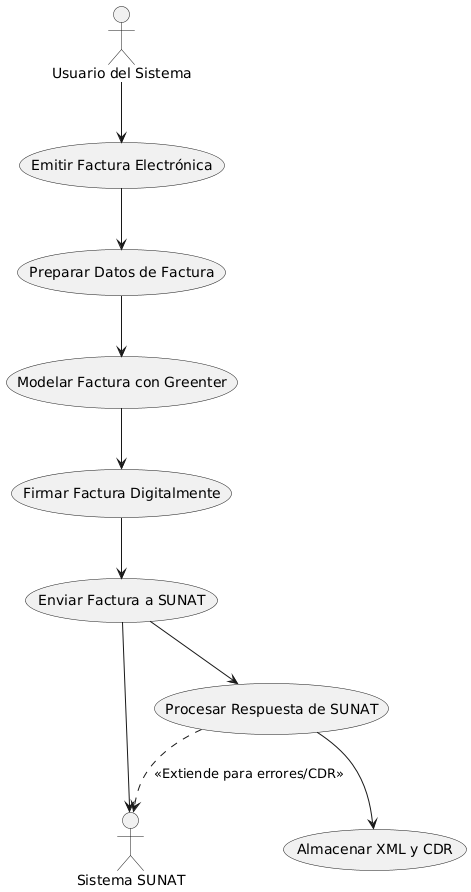 Usuario del Sistema
Emitir Factura Electrónica
Preparar Datos de Factura
Modelar Factura con Greenter
Firmar Factura Digitalmente
Enviar Factura a SUNAT
Procesar Respuesta de SUNAT
«Extiende para errores/CDR»
Almacenar XML y CDR
Sistema SUNAT